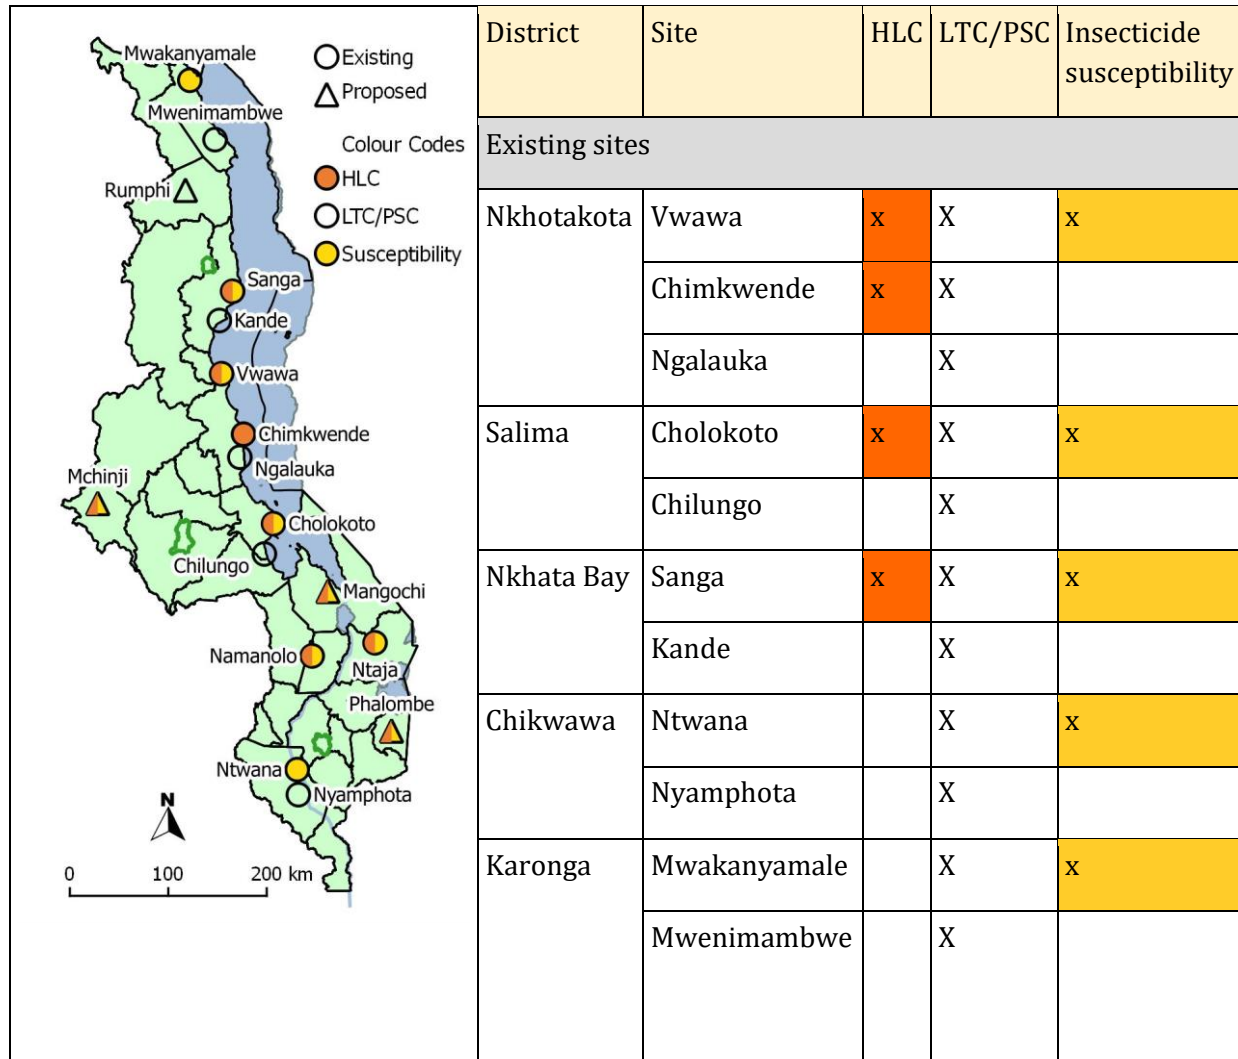 Mwakanyamale
Existing
Proposed
Mwenimambwe
Colour Codes
HLC
Rumphi
LTC/PSC
Susceptibility
Sanga
Kande
Vwawa
Chimkwende
Ngalauka
Mchinji
Cholokoto
Chilungo
Mangochi
Namanolo
Ntaja
Phalombe
Ntwana
Nyamphota
N
0 100 200 km
District Site HLC LTC/PSC Insecticide
susceptibility
Existing sites
Nkhotakota Vwawa x X x
Chimkwende x X
Ngalauka X
Salima Cholokoto x X x
Chilungo X
Nkhata Bay Sanga x X x
Kande X
Chikwawa Ntwana X x
Nyamphota X
Karonga Mwakanyamale X x
Mwenimambwe X